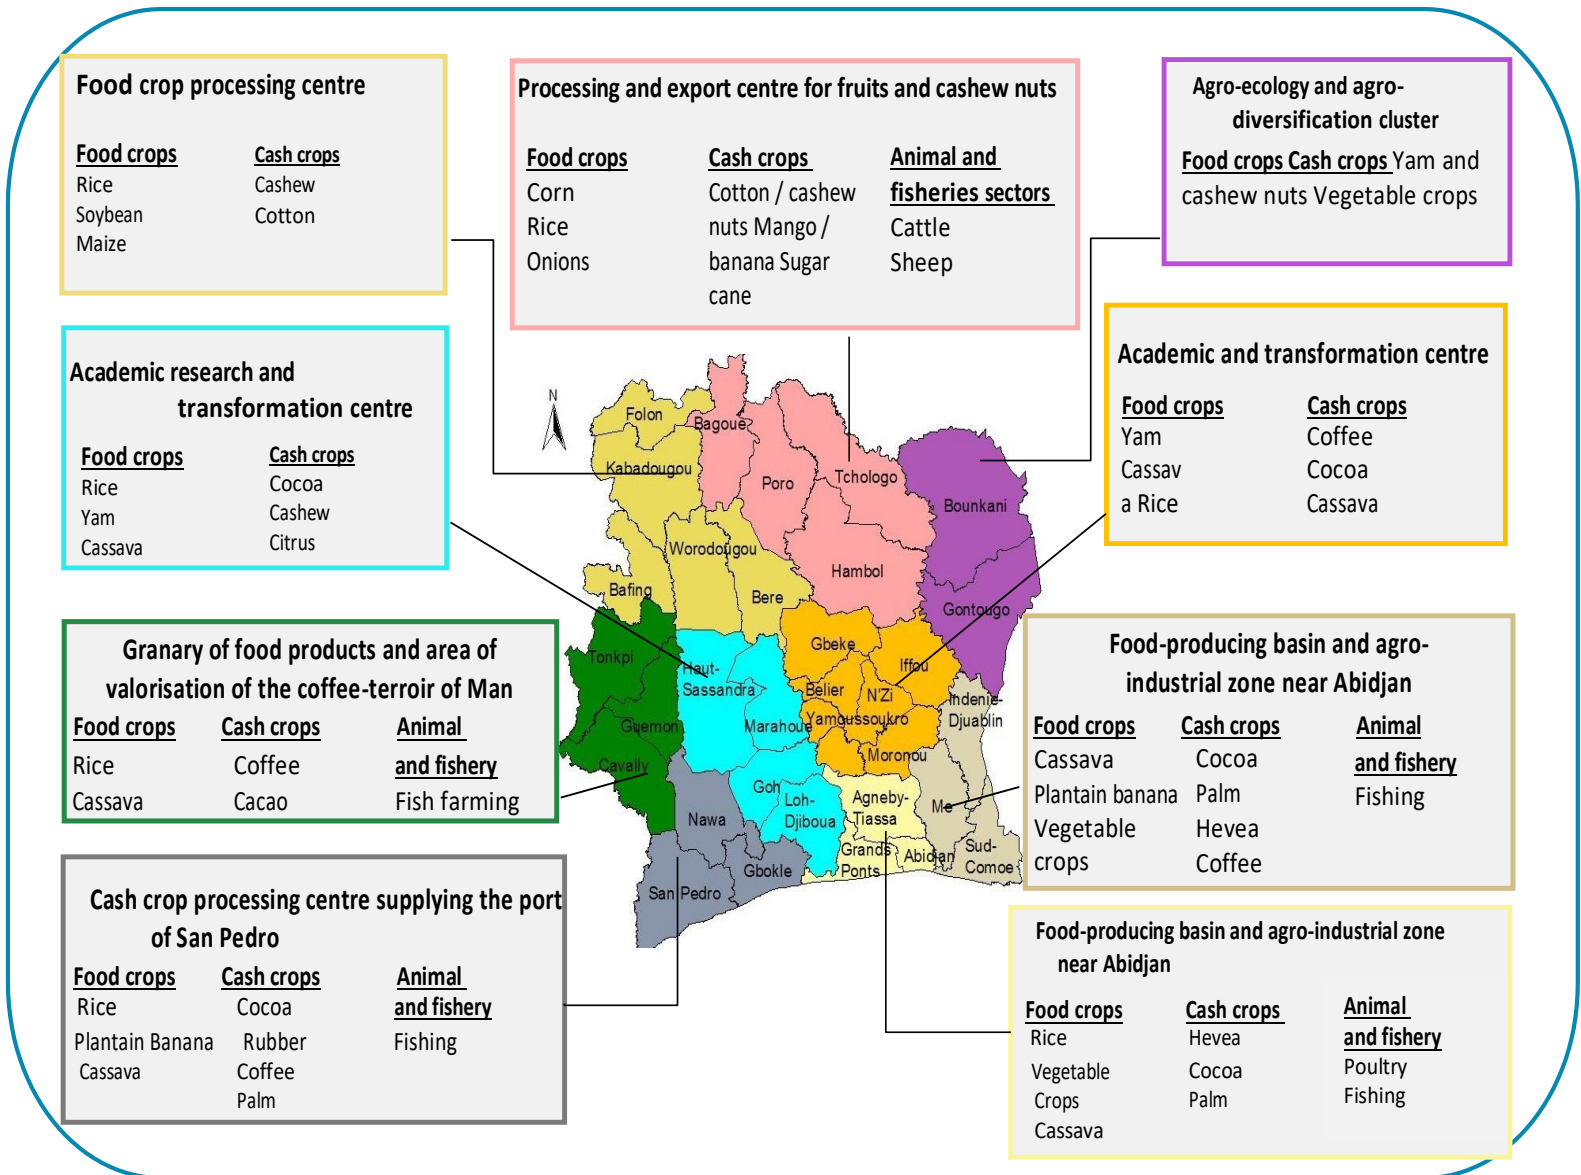 Food crop processing centre
Food crops Cash crops
Rice Cashew
Soybean Cotton
Maize
Processing and export centre for fruits and cashew nuts
Food crops Cash crops Animal and
fisheries sectors
Corn Cotton / cashew
Rice nuts Mango / Cattle
Onions banana Sugar Sheep
cane
Agro-ecology and agro-
diversification cluster
Food crops Cash crops Yam and
cashew nuts Vegetable crops
Academic research and
transformation centre
Food crops Cash crops
Rice Cocoa
Yam Cashew
Cassava Citrus
Academic and transformation centre
Food crops Cash crops
Yam Coffee
Cassav Cocoa
a Rice Cassava
N
Folon
Bagoue
Kabadougou
Poro
Tchologo
Bounkani
Worodougou
Hambol
Bafing
Bere
Gontougo
Gbeke
Tonkpi
Iffou
Haut-
Sassandra
Belier
N'Zi
Indenie-
Djuablin
Guemon
Marahoue
Yamoussoukro
Moronou
Cavally
Goh
Loh-
Djiboua
Agneby-
Tiassa
Me
Nawa
Grands
Ponts
Abidjan
Sud-
Comoe
Gbokle
San Pedro
Granary of food products and area of
valorisation of the coffee-terroir of Man
Food crops Cash crops Animal
and fishery
Rice Coffee
Cassava Cacao Fish farming
Food-producing basin and agro-
industrial zone near Abidjan
Food crops Cash crops Animal
and fishery
Cassava Cocoa
Plantain banana Palm Fishing
Vegetable Hevea
crops Coffee
Cash crop processing centre supplying the port
of San Pedro
Food crops Cash crops Animal
and fishery
Rice Cocoa
Plantain Banana Rubber Fishing
Cassava Coffee
Palm
Food-producing basin and agro-industrial zone
near Abidjan
Food crops Cash crops Animal
and fishery
Rice Hevea
Vegetable Cocoa Poultry
Crops Palm Fishing
Cassava